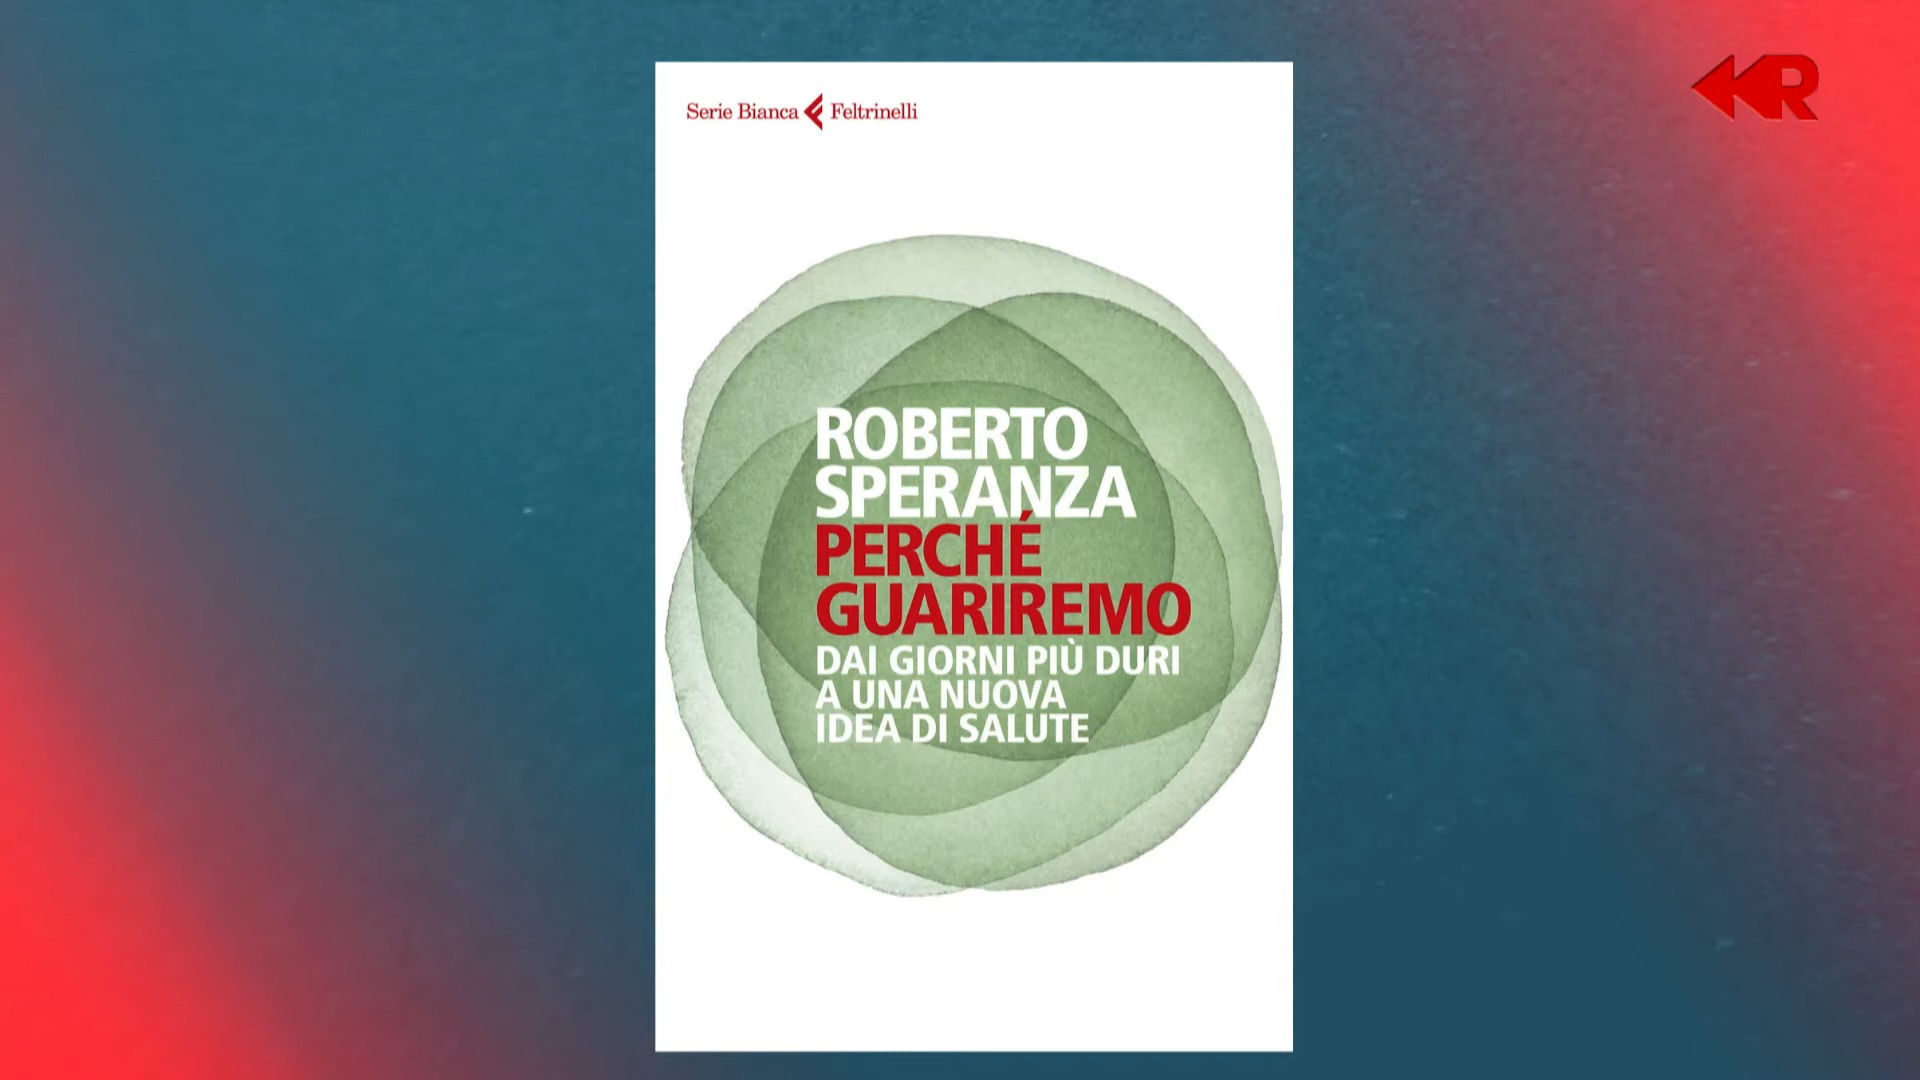 Serie Bianca Feltrinelli
ROBERTO
SPERANZA
PERCHÉ
GUARIREMO
DAI GIORNI PIÙ DURI
A UNA NUOVA
IDEA DI SALUTE
R